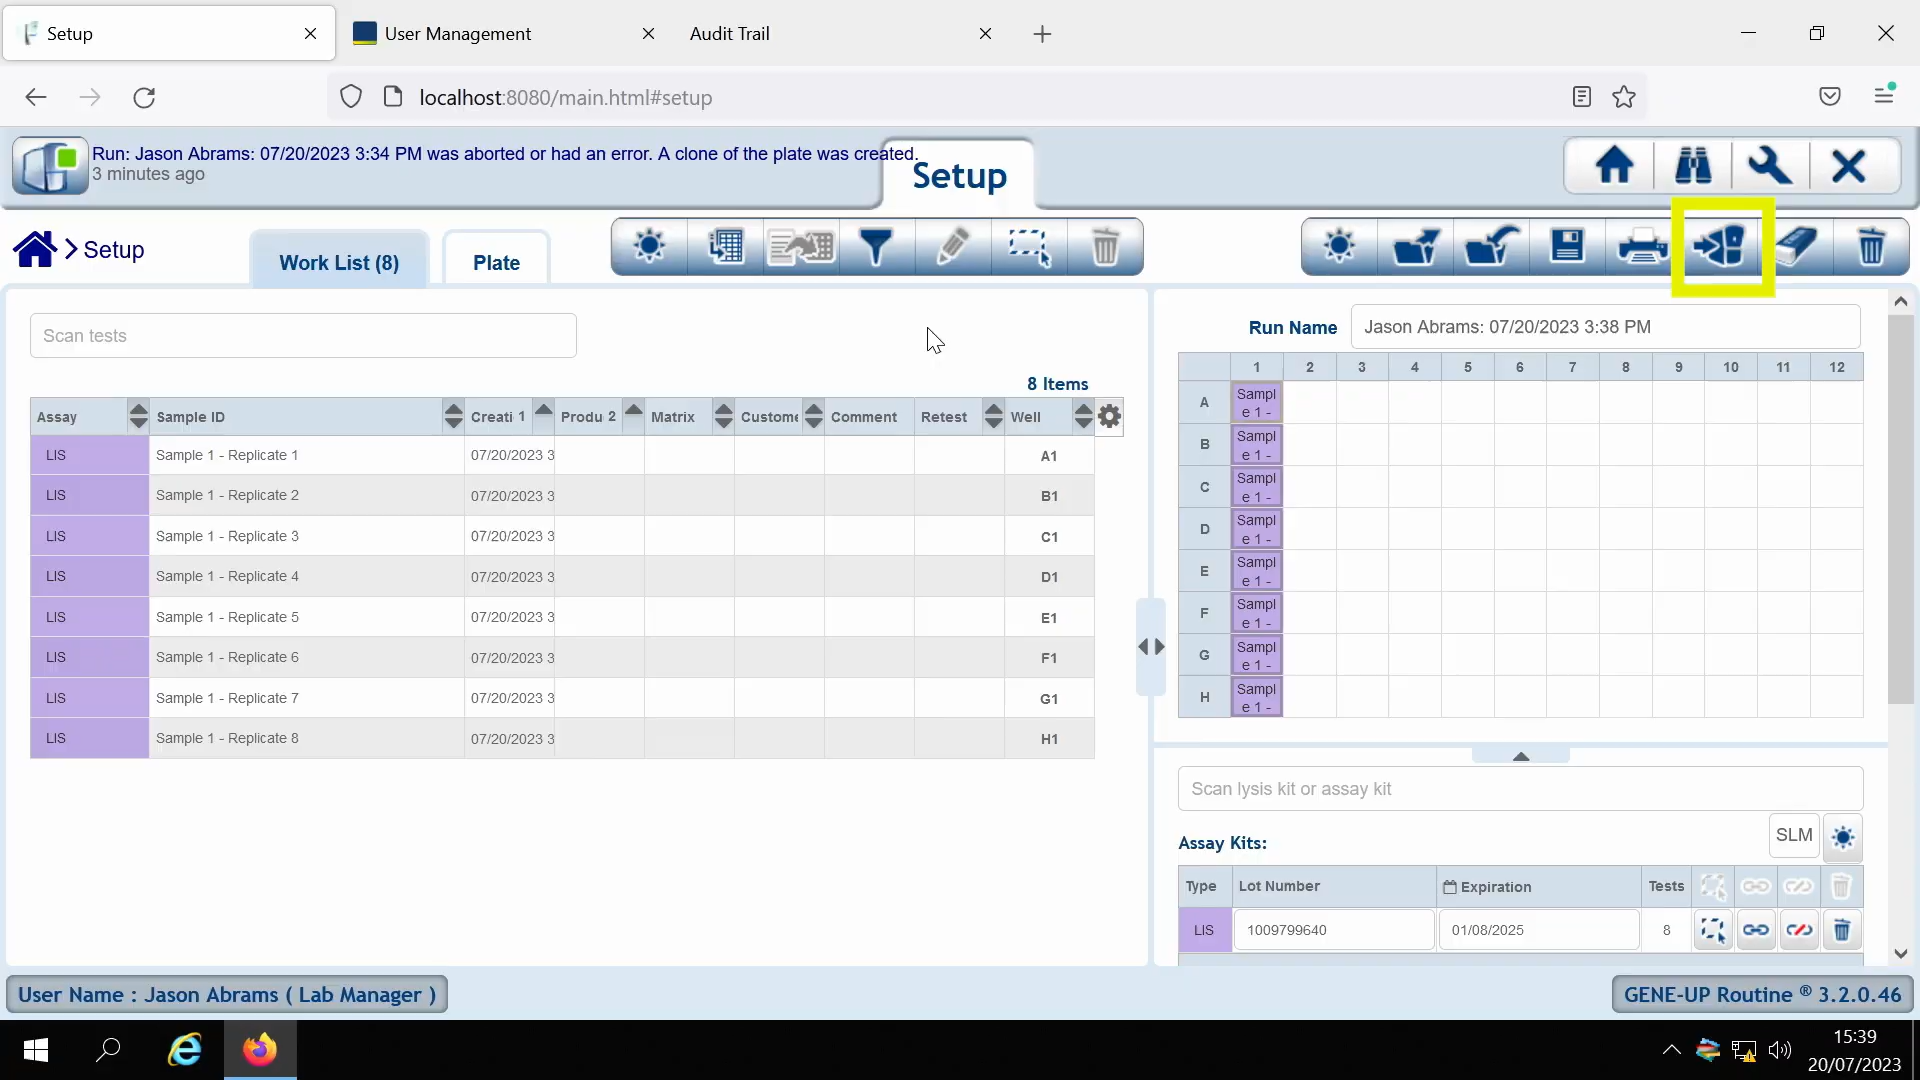 Setup
User Management
Audit Trail
localhost:8080/main.html#setup
Run: Jason Abrams: 07/20/2023 3:34 PM was aborted or had an error. A clone of the plate was created.
3 minutes ago
Setup
Setup
Work List (8)
Plate
Scan tests
8 Items
Assay Sample ID Creati 1 Produ 2 Matrix Custome Comment Retest Well
LIS Sample 1 - Replicate 1 07/20/2023 3 A1
LIS Sample 1 - Replicate 2 07/20/2023 3 B1
LIS Sample 1 - Replicate 3 07/20/2023 3 C1
LIS Sample 1 - Replicate 4 07/20/2023 3 D1
LIS Sample 1 - Replicate 5 07/20/2023 3 E1
LIS Sample 1 - Replicate 6 07/20/2023 3 F1
LIS Sample 1 - Replicate 7 07/20/2023 3 G1
LIS Sample 1 - Replicate 8 07/20/2023 3 H1
Run Name Jason Abrams: 07/20/2023 3:38 PM
1 2 3 4 5 6 7 8 9 10 11 12
A Sampl
e 1 -
B Sampl
e 1 -
C Sampl
e 1 -
D Sampl
e 1 -
E Sampl
e 1 -
F Sampl
e 1 -
G Sampl
e 1 -
H Sampl
e 1 -
Scan lysis kit or assay kit
Assay Kits:
SLM
Type Lot Number Expiration Tests
LIS 1009799640 01/08/2025 8
User Name : Jason Abrams ( Lab Manager )
GENE-UP Routine ® 3.2.0.46
15:39
20/07/2023